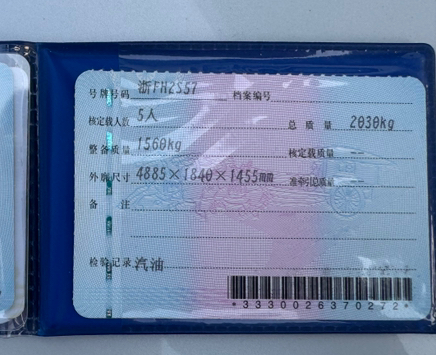 号牌号码 浙FH2S57 档案编号
核定载人数 5人 总质量 2030kg
整备质量 1560kg 核定载质量 —
外廓尺寸 4885×1840×1455mm 准牵引总质量 —
备注
检验记录 汽油
*3330026370272*